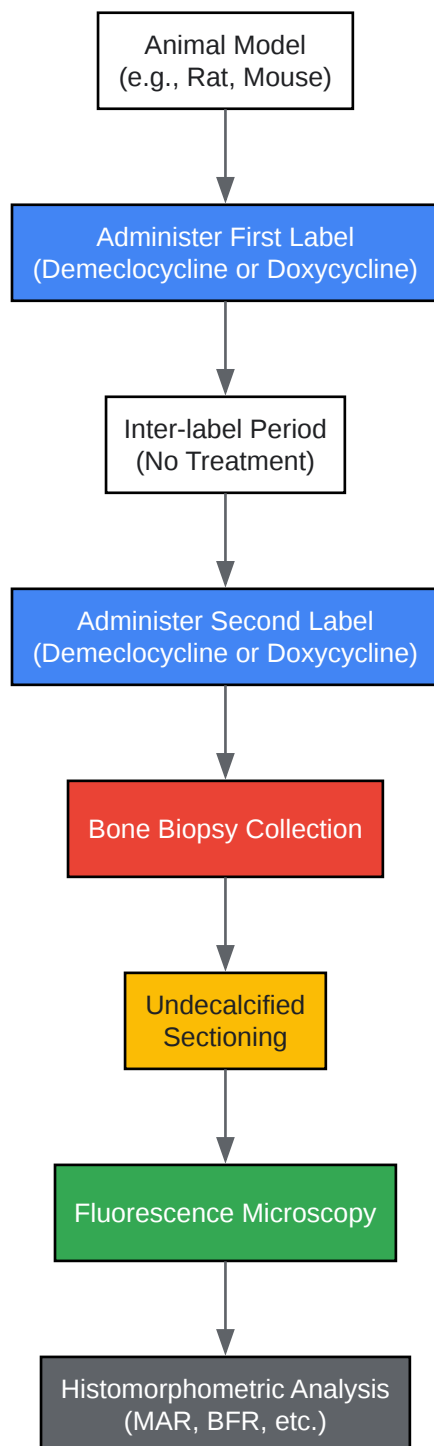 Animal Model
(e.g., Rat, Mouse)
Administer First Label
(Demeclocycline or Doxycycline)
Inter-label Period
(No Treatment)
Administer Second Label
(Demeclocycline or Doxycycline)
Bone Biopsy Collection
Undecalcified
Sectioning
Fluorescence Microscopy
Histomorphometric Analysis
(MAR, BFR, etc.)